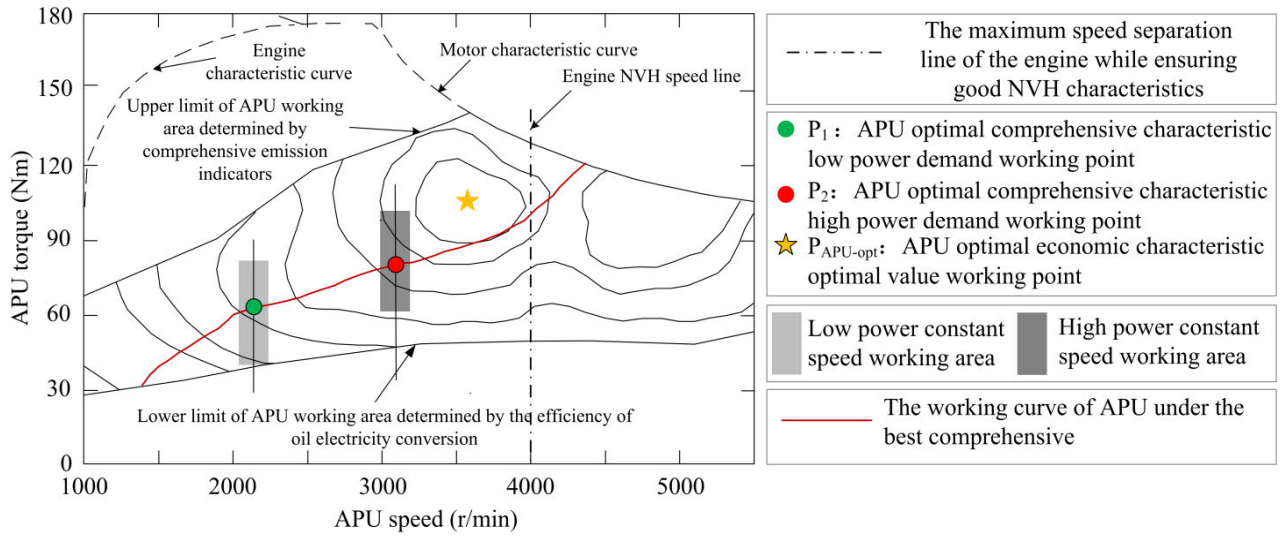 180
150
120
90
60
30
0
APU torque (Nm)
1000
2000
3000
4000
5000
APU speed (r/min)
Engine
characteristic curve
Motor characteristic curve
Engine NVH speed line
Upper limit of APU working
area determined by
comprehensive emission
indicators
Lower limit of APU working area determined by the efficiency of
oil electricity conversion
The maximum speed separation
line of the engine while ensuring
good NVH characteristics
P₁： APU optimal comprehensive characteristic
low power demand working point
P₂： APU optimal comprehensive characteristic
high power demand working point
P_APU-opt： APU optimal economic characteristic
optimal value working point
Low power constant
speed working area
High power constant
speed working area
The working curve of APU under the
best comprehensive